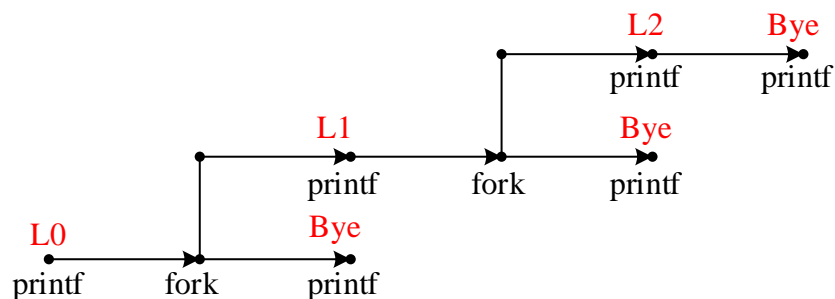 L2 Bye
printf printf
L1 Bye
printf fork printf
L0 Bye
printf fork printf